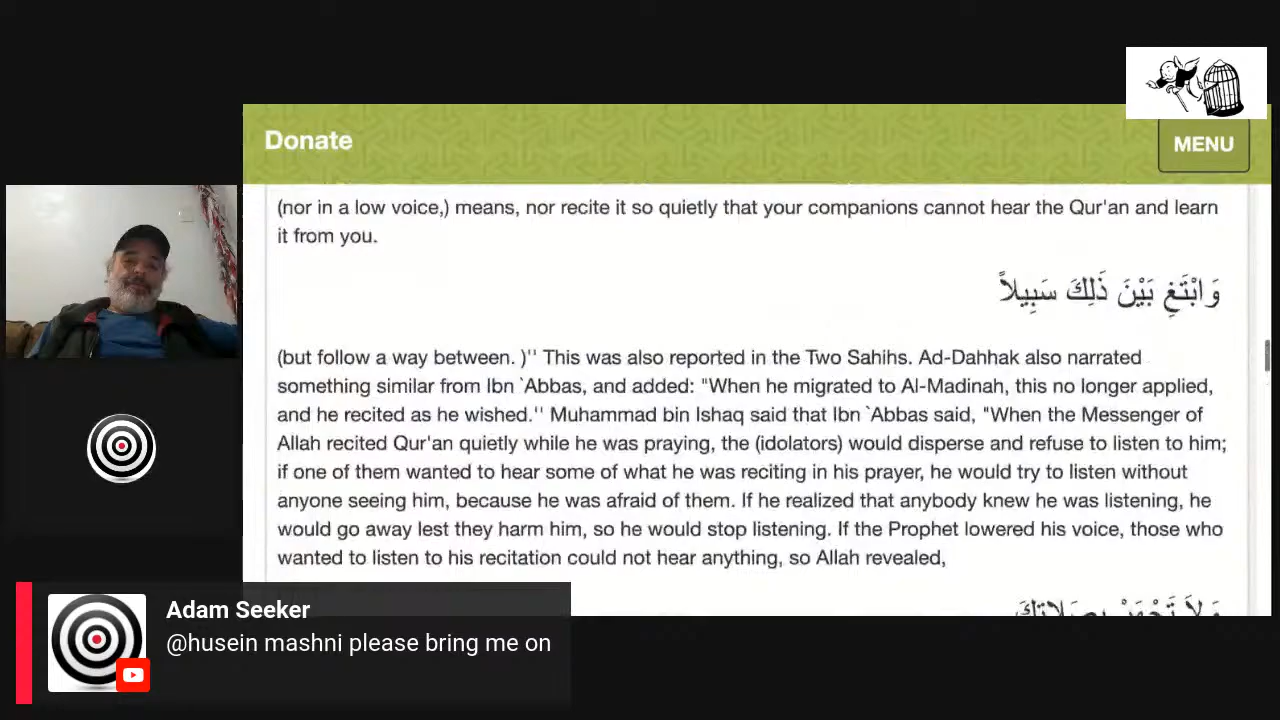 Donate
MENU
(nor in a low voice,) means, nor recite it so quietly that your companions cannot hear the Qur'an and learn
it from you.
وَابْتَغِ بَيْنَ ذَلِكَ سَبِيلاً
(but follow a way between. )'' This was also reported in the Two Sahihs. Ad-Dahhak also narrated
something similar from Ibn `Abbas, and added: "When he migrated to Al-Madinah, this no longer applied,
and he recited as he wished.'' Muhammad bin Ishaq said that Ibn `Abbas said, "When the Messenger of
Allah recited Qur'an quietly while he was praying, the (idolators) would disperse and refuse to listen to him;
if one of them wanted to hear some of what he was reciting in his prayer, he would try to listen without
anyone seeing him, because he was afraid of them. If he realized that anybody knew he was listening, he
would go away lest they harm him, so he would stop listening. If the Prophet lowered his voice, those who
wanted to listen to his recitation could not hear anything, so Allah revealed,
Adam Seeker
@husein mashni please bring me on